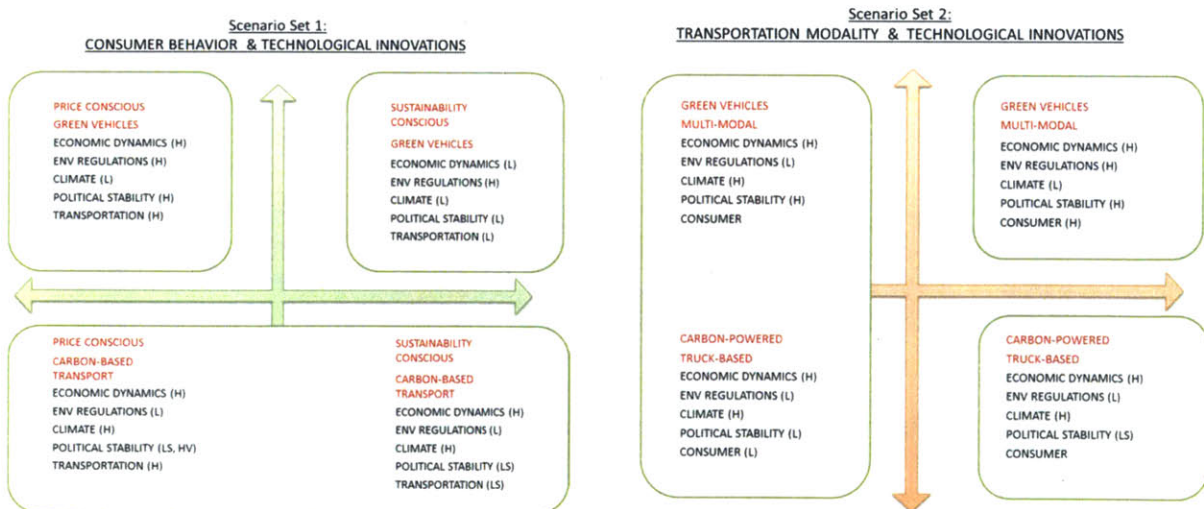 Scenario Set 1:
CONSUMER BEHAVIOR & TECHNOLOGICAL INNOVATIONS
PRICE CONSCIOUS
GREEN VEHICLES
ECONOMIC DYNAMICS (H)
ENV REGULATIONS (H)
CLIMATE (L)
POLITICAL STABILITY (H)
TRANSPORTATION (H)
SUSTAINABILITY
CONSCIOUS
GREEN VEHICLES
ECONOMIC DYNAMICS (L)
ENV REGULATIONS (H)
CLIMATE (L)
POLITICAL STABILITY (L)
TRANSPORTATION (L)
PRICE CONSCIOUS
CARBON-BASED
TRANSPORT
ECONOMIC DYNAMICS (H)
ENV REGULATIONS (L)
CLIMATE (H)
POLITICAL STABILITY (LS, HV)
TRANSPORTATION (H)
SUSTAINABILITY
CONSCIOUS
CARBON-BASED
TRANSPORT
ECONOMIC DYNAMICS (H)
ENV REGULATIONS (L)
CLIMATE (H)
POLITICAL STABILITY (LS)
TRANSPORTATION (LS)
Scenario Set 2:
TRANSPORTATION MODALITY & TECHNOLOGICAL INNOVATIONS
GREEN VEHICLES
MULTI-MODAL
ECONOMIC DYNAMICS (H)
ENV REGULATIONS (L)
CLIMATE (H)
POLITICAL STABILITY (H)
CONSUMER
GREEN VEHICLES
MULTI-MODAL
ECONOMIC DYNAMICS (H)
ENV REGULATIONS (H)
CLIMATE (L)
POLITICAL STABILITY (H)
CONSUMER (H)
CARBON-POWERED
TRUCK-BASED
ECONOMIC DYNAMICS (H)
ENV REGULATIONS (L)
CLIMATE (H)
POLITICAL STABILITY (L)
CONSUMER (L)
CARBON-POWERED
TRUCK-BASED
ECONOMIC DYNAMICS (H)
ENV REGULATIONS (L)
CLIMATE (H)
POLITICAL STABILITY (LS)
CONSUMER